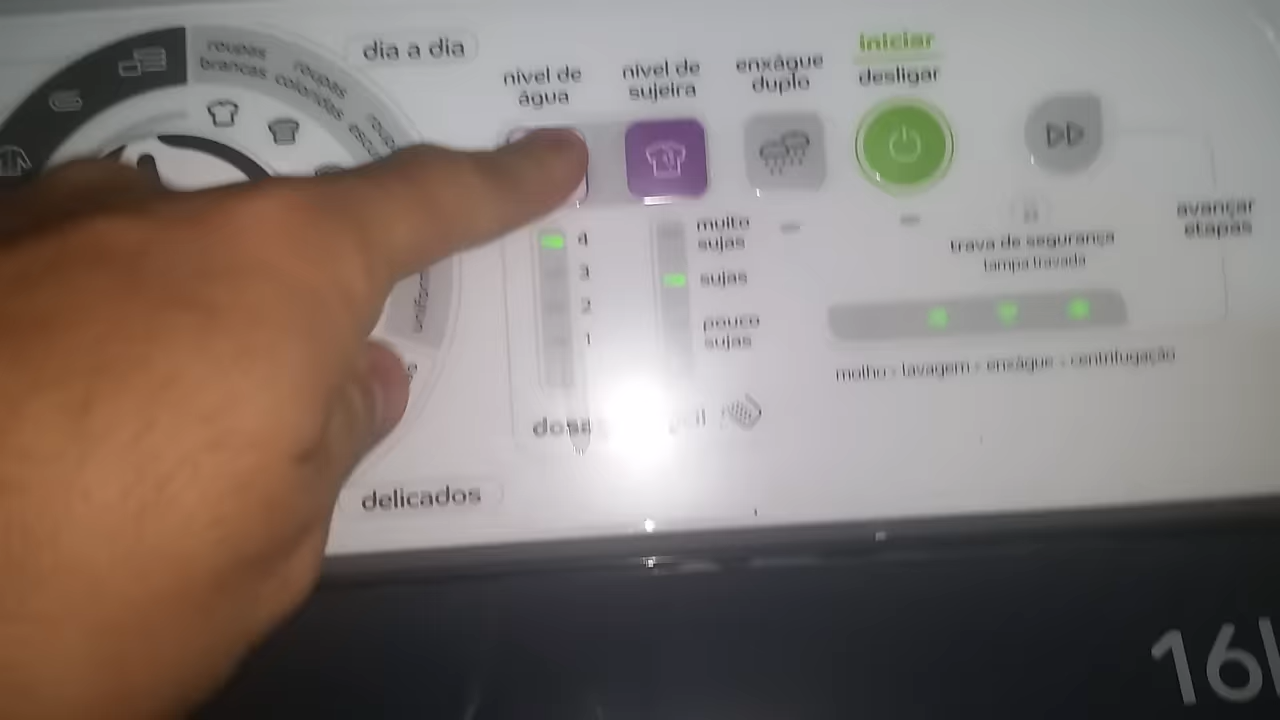 dia a dia
roupas
brancas
roupas
coloridas
nível de
água
nível de
sujeira
enxágue
duplo
iniciar
desligar
4
3
2
1
muito
sujas
sujas
pouco
sujas
trava de segurança
tampa travada
avançar
etapas
molho - lavagem - enxágue - centrifugação
delicados
16